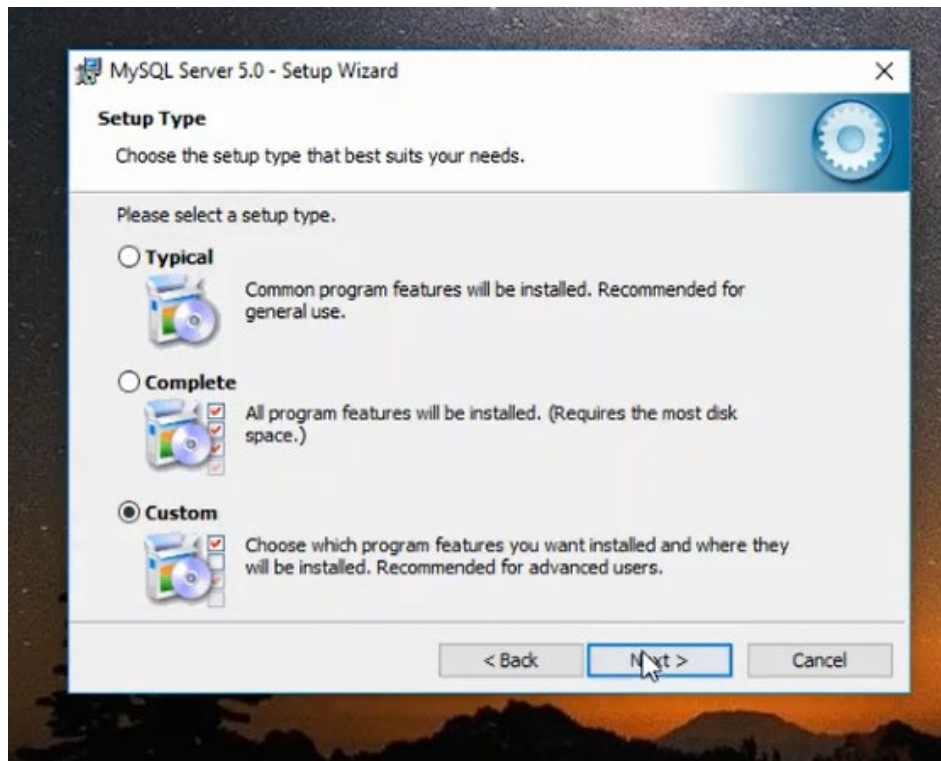 MySQL Server 5.0 - Setup Wizard
Setup Type
Choose the setup type that best suits your needs.
Please select a setup type.
Typical
Common program features will be installed. Recommended for
general use.
Complete
All program features will be installed. (Requires the most disk
space.)
Custom
Choose which program features you want installed and where they
will be installed. Recommended for advanced users.
< Back
Next >
Cancel